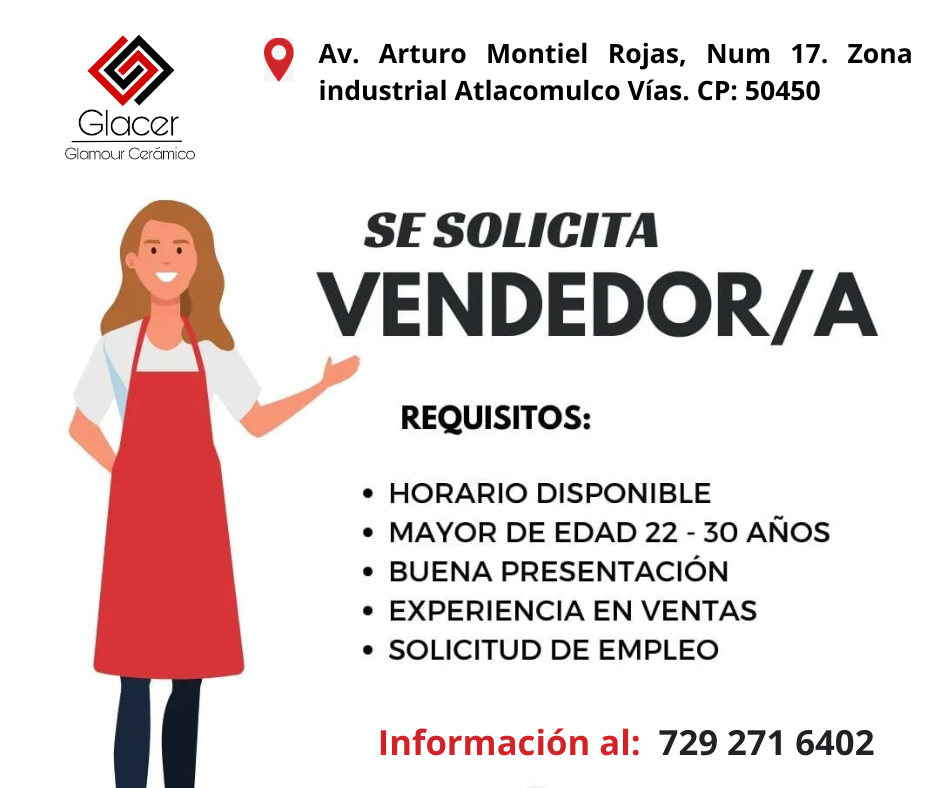 Glacer
Glamour Cerámico
Av. Arturo Montiel Rojas, Num 17. Zona
industrial Atlacomulco Vías. CP: 50450
SE SOLICITA
VENDEDOR/A
REQUISITOS:
• HORARIO DISPONIBLE
• MAYOR DE EDAD 22 - 30 AÑOS
• BUENA PRESENTACIÓN
• EXPERIENCIA EN VENTAS
• SOLICITUD DE EMPLEO
Información al: 729 271 6402